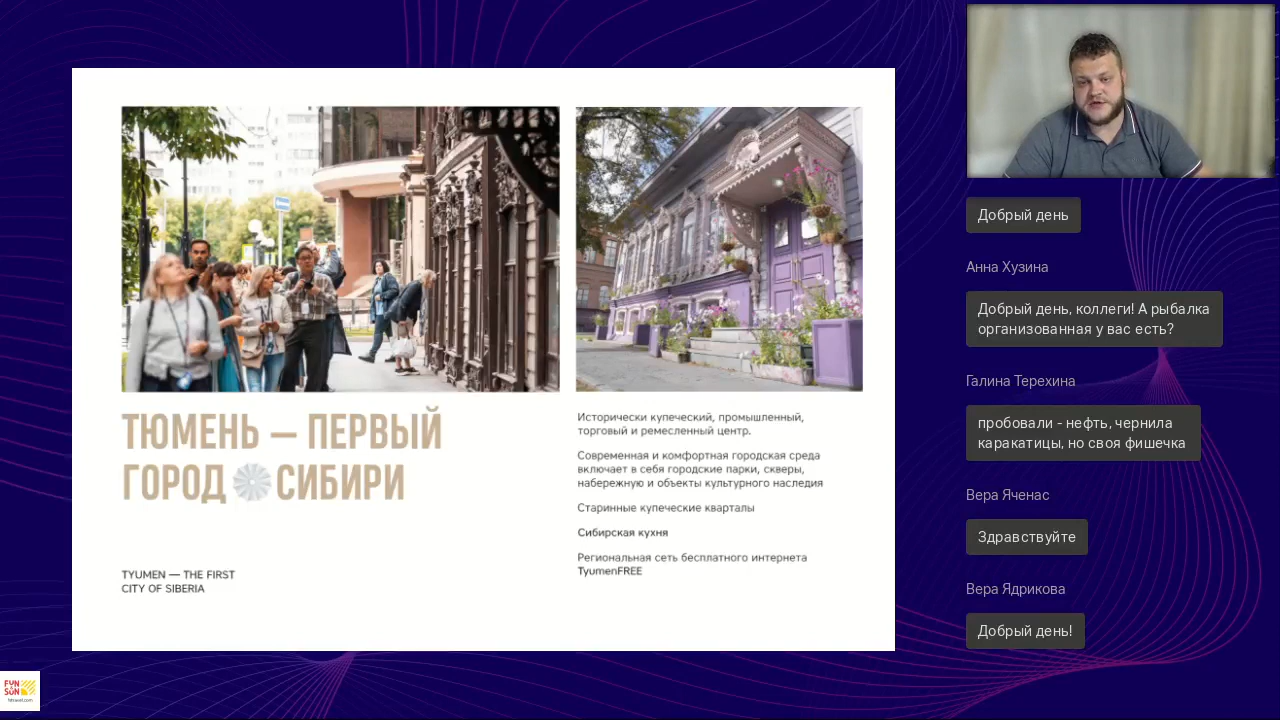 ТЮМЕНЬ — ПЕРВЫЙ
ГОРОД СИБИРИ
TYUMEN — THE FIRST
CITY OF SIBERIA
Исторически купеческий, промышленный,
торговый и ремесленный центр.
Современная и комфортная городская среда
включает в себя городские парки, скверы,
набережную и объекты культурного наследия
Старинные купеческие кварталы
Сибирская кухня
Региональная сеть бесплатного интернета
TyumenFREE
Добрый день
Анна Хузина
Добрый день, коллеги! А рыбалка
организованная у вас есть?
Галина Терехина
пробовали - нефть, чернила
каракатицы, но своя фишечка
Вера Яченас
Здравствуйте
Вера Ядрикова
Добрый день!
FUN
SUN